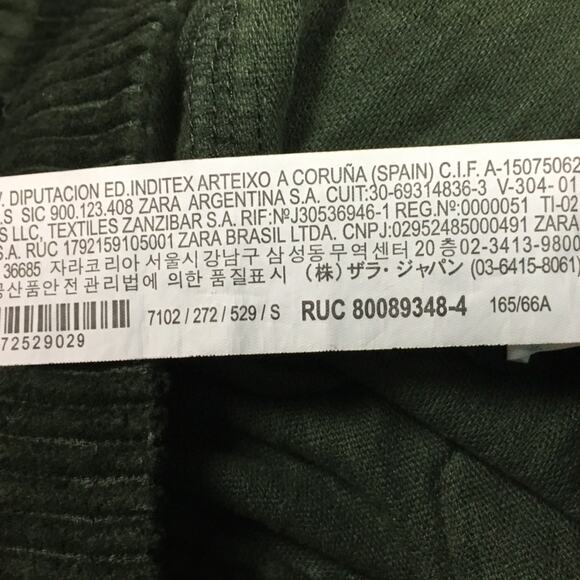 . DIPUTACION ED.INDITEX ARTEIXO A CORUÑA (SPAIN) C.I.F. A-15075062
S SIC 900.123.408 ZARA ARGENTINA S.A. CUIT:30-69314836-3 V-304- 01
S LLC, TEXTILES ZANZIBAR S.A. RIF:NºJ30536946-1 REG.Nº:0000051 TI-02
S.A. RUC 1792159105001 ZARA BRASIL LTDA. CNPJ:02952485000491 ZARA
36685 자라코리아 서울시 강남구 삼성동 무역센터 20 층 02-3413-9800
공산품안전관리법에 의한 품질표시 (株) ザラ・ジャパン (03-6415-8061)
72529029 7102 / 272 / 529 / S RUC 80089348-4 165/66A